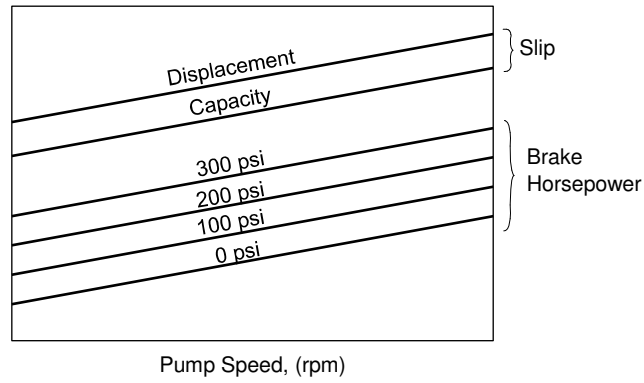 Displacement
Slip
Capacity
300 psi
200 psi
100 psi
0 psi
Brake
Horsepower
Pump Speed, (rpm)